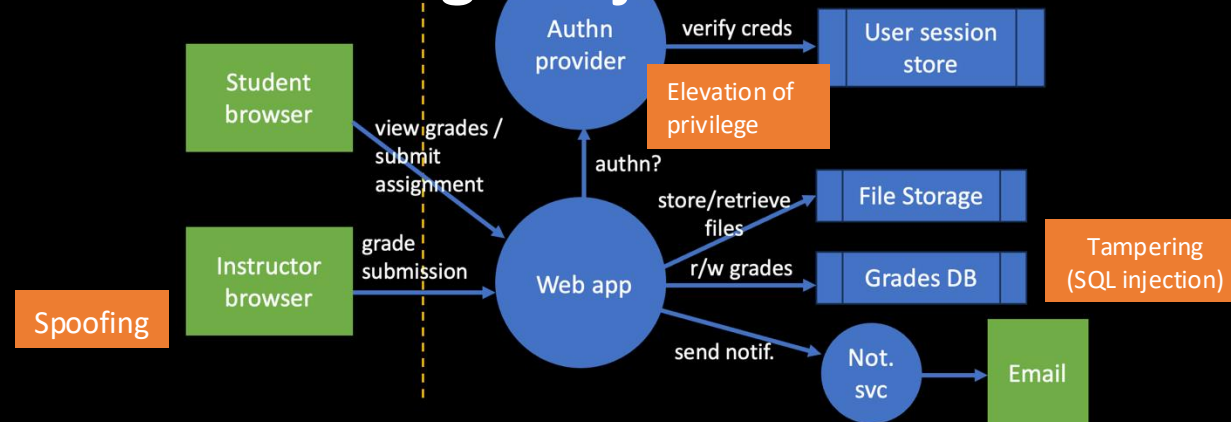 Authn
provider
verify creds
User session
store
Student
browser
Elevation of
privilege
view grades /
submit
assignment
authn?
store/retrieve
files
File Storage
Instructor
browser
grade
submission
Web app
r/w grades
Grades DB
Tampering
(SQL injection)
Spoofing
send notif.
Not.
svc
Email